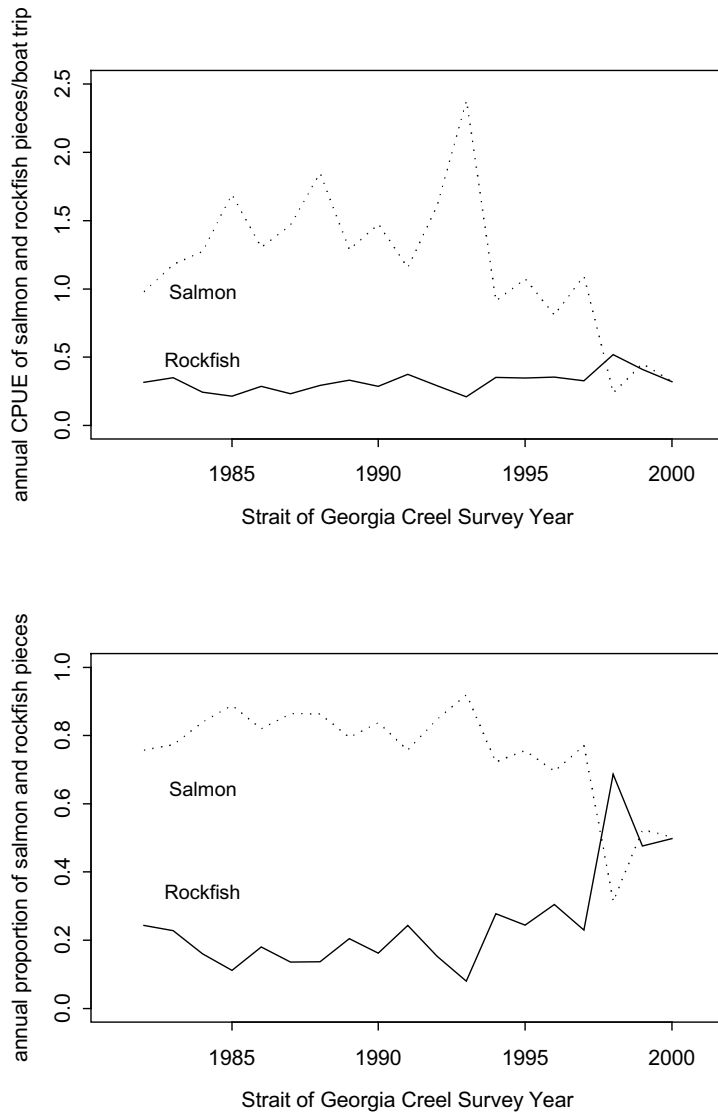 annual CPUE of salmon and rockfish pieces/boat trip
2.5
2.0
1.5
1.0
0.5
0.0
Salmon
Rockfish
1985 1990 1995 2000
Strait of Georgia Creel Survey Year
annual proportion of salmon and rockfish pieces
1.0
0.8
0.6
0.4
0.2
0.0
Salmon
Rockfish
1985 1990 1995 2000
Strait of Georgia Creel Survey Year